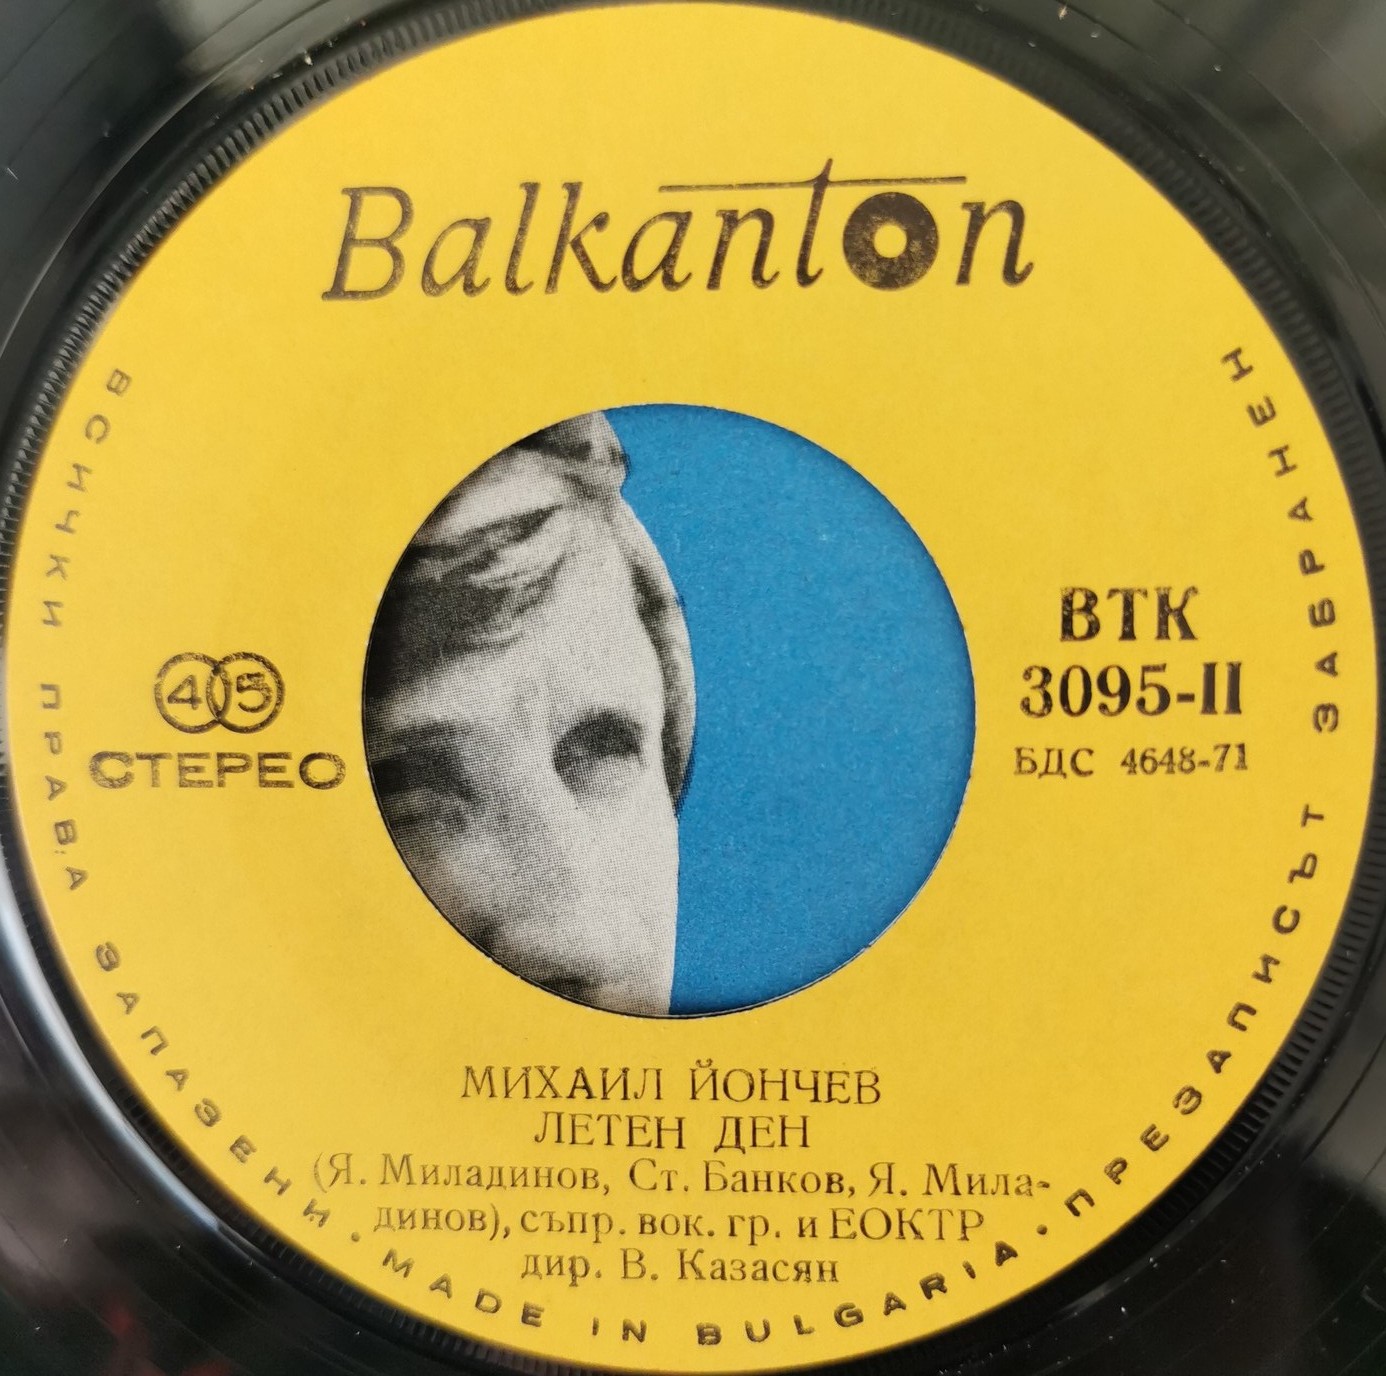 Balkanton
45
СТЕРЕО
ВТК
3095-II
БДС 4648-71
МИХАИЛ ЙОНЧЕВ
ЛЕТЕН ДЕН
(Я. Миладинов, Ст. Банков, Я. Мила-
динов), съпр. вок. гр. и ЕОКТР
дир. В. Казасян
ВСИЧКИ ПРАВА ЗАПАЗЕНИ . MADE IN BULGARIA . ПРЕЗАПИСЪТ ЗАБРАНЕН